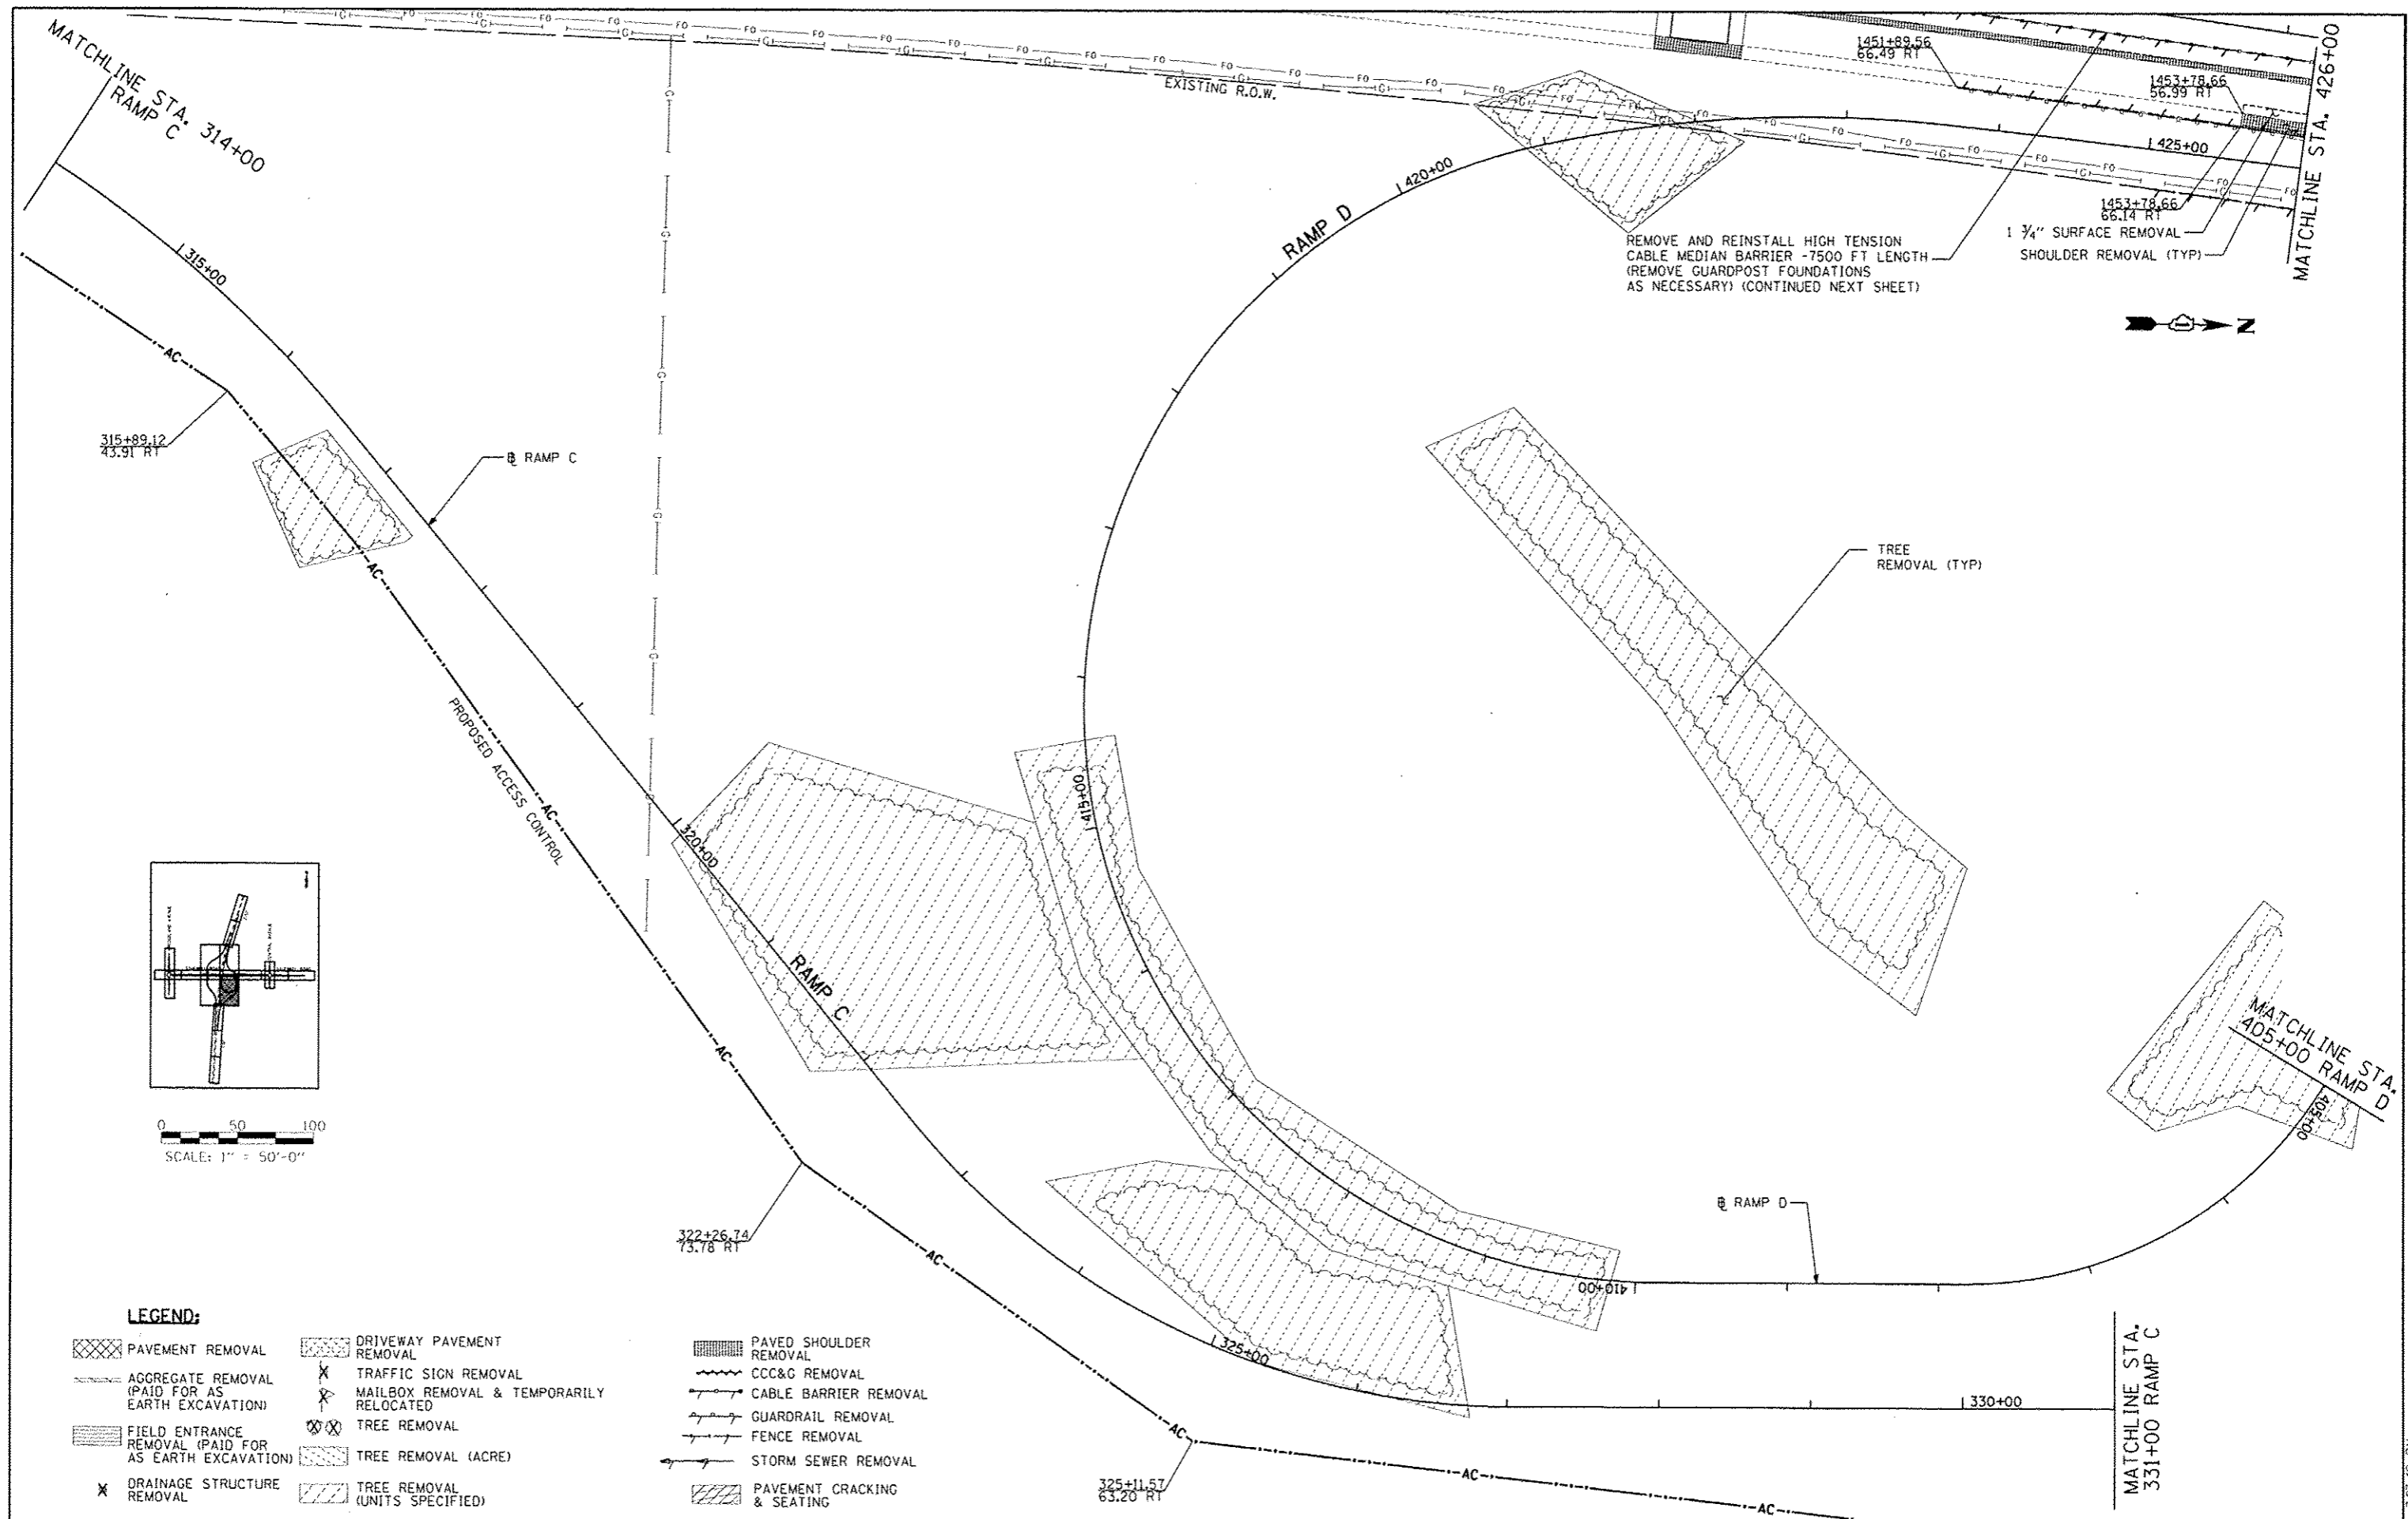 MATCHLINE STA. 314+00
RAMP C
315+00
EXISTING R.O.W.
1451+89.56
66.49 RT
1453+78.66
56.99 RT
MATCHLINE STA. 426+00
425+00
420+00
RAMP D
1453+78.66
66.14 RT
1 3/4" SURFACE REMOVAL
SHOULDER REMOVAL (TYP)
REMOVE AND REINSTALL HIGH TENSION
CABLE MEDIAN BARRIER -7500 FT LENGTH
(REMOVE GUARDPOST FOUNDATIONS
AS NECESSARY) (CONTINUED NEXT SHEET)
N
AC
315+89.12
43.91 RT
℄ RAMP C
AC
TREE
REMOVAL (TYP)
PROPOSED ACCESS CONTROL
AC
415+00
320+00
RAMP C
AC
MATCHLINE STA.
405+00 RAMP D
405+00
0 50 100
SCALE: 1" = 50'-0"
322+26.74
73.78 RT
AC
℄ RAMP D
410+00
325+00
330+00
MATCHLINE STA.
331+00 RAMP C
AC
325+11.57
63.20 RT
AC
AC
LEGEND:
PAVEMENT REMOVAL
AGGREGATE REMOVAL
(PAID FOR AS
EARTH EXCAVATION)
FIELD ENTRANCE
REMOVAL (PAID FOR
AS EARTH EXCAVATION)
DRAINAGE STRUCTURE
REMOVAL
DRIVEWAY PAVEMENT
REMOVAL
TRAFFIC SIGN REMOVAL
MAILBOX REMOVAL & TEMPORARILY
RELOCATED
TREE REMOVAL
TREE REMOVAL (ACRE)
TREE REMOVAL
(UNITS SPECIFIED)
PAVED SHOULDER
REMOVAL
CCC&G REMOVAL
CABLE BARRIER REMOVAL
GUARDRAIL REMOVAL
FENCE REMOVAL
STORM SEWER REMOVAL
PAVEMENT CRACKING
& SEATING